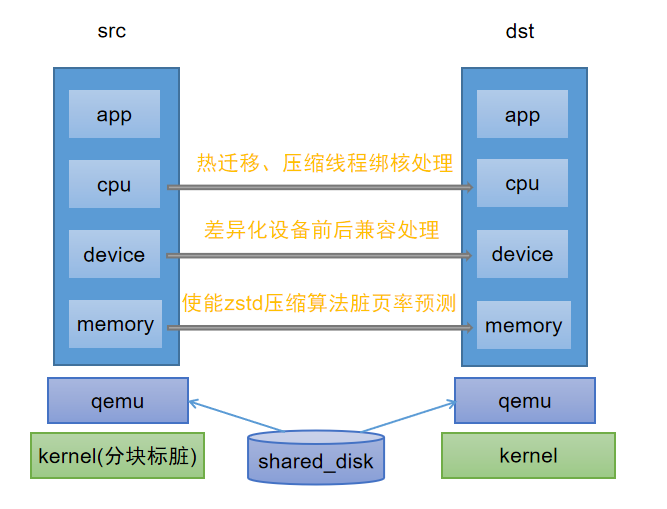 src
dst
app
app
热迁移、压缩线程绑核处理
cpu
cpu
差异化设备前后兼容处理
device
device
使能zstd压缩算法脏页率预测
memory
memory
qemu
qemu
kernel(分块标脏)
shared_disk
kernel